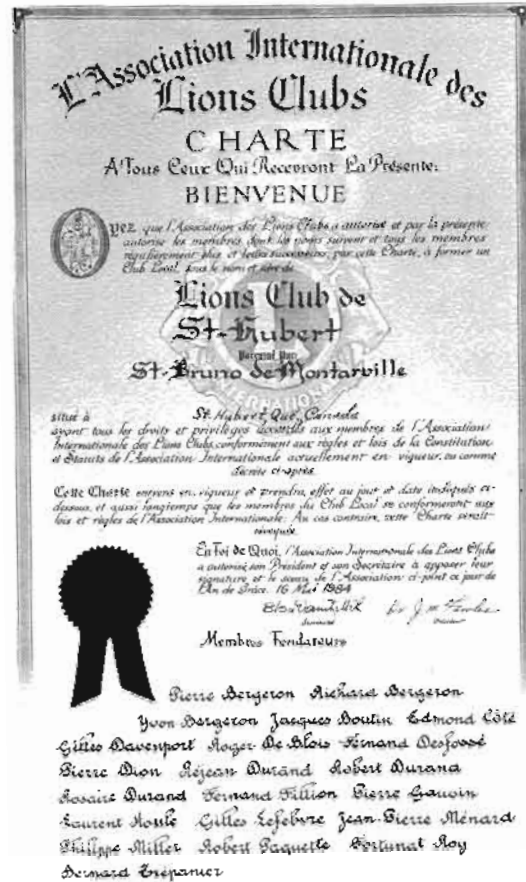 L'Association Internationale des
Lions Clubs
CHARTE
A Tous Ceux Qui Recevront La Présente:
BIENVENUE
Oyez que l'Association des Lions Clubs a autorisé et par la présente
autorise les membres dont les noms suivent et tous les membres
régulièrement élus et leurs successeurs, par cette Charte, à former un
Club Local, sous le nom et titre de
Lions Club de
St-Hubert
Parrainé Par
St-Bruno de Montarville
situé à St. Hubert, Qué, Canada
ayant tous les droits et privilèges accordés aux membres de l'Association
Internationale des Lions Clubs, conformément aux règles et lois de la Constitution
et Statuts de l'Association Internationale actuellement en vigueur, ou comme
décrété ci-après.
Cette Charte entrera en vigueur et prendra effet au jour et date indiqués ci-
dessous, et aussi longtemps que les membres du Club Local se conformeront aux
lois et règles de l'Association Internationale. Au cas contraire, cette Charte serait
révoquée.
En Foi de Quoi, l'Association Internationale des Lions Clubs
a autorisé son Président et son Secrétaire à apposer leur
signature et le sceau de l'Association ci-joint ce jour de
l'An de Grâce, 16 Mai 1984
Membres Fondateurs
Pierre Bergeron Richard Bergeron
Yvon Bergeron Jacques Boutin Edmond Côté
Gilles Davenport Roger De Blois Fernand Desfossé
Pierre Dion Réjean Durand Robert Durand
Rosaire Durand Fernand Fillion Pierre Gauvin
Laurent Gilles Lefebvre Jean-Pierre Ménard
Philippe Miller Robert Paquette Fortunat Roy
Bernard Trépanier